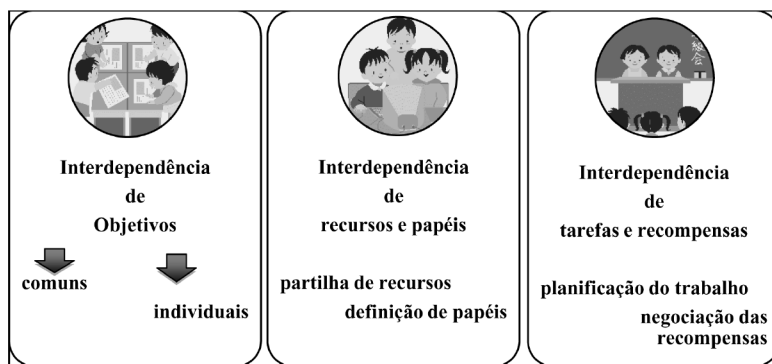 Interdependência
de
Objetivos
comuns
individuais
Interdependência
de
recursos e papéis
partilha de recursos
definição de papéis
Interdependência
de
tarefas e recompensas
planificação do trabalho
negociação das
recompensas